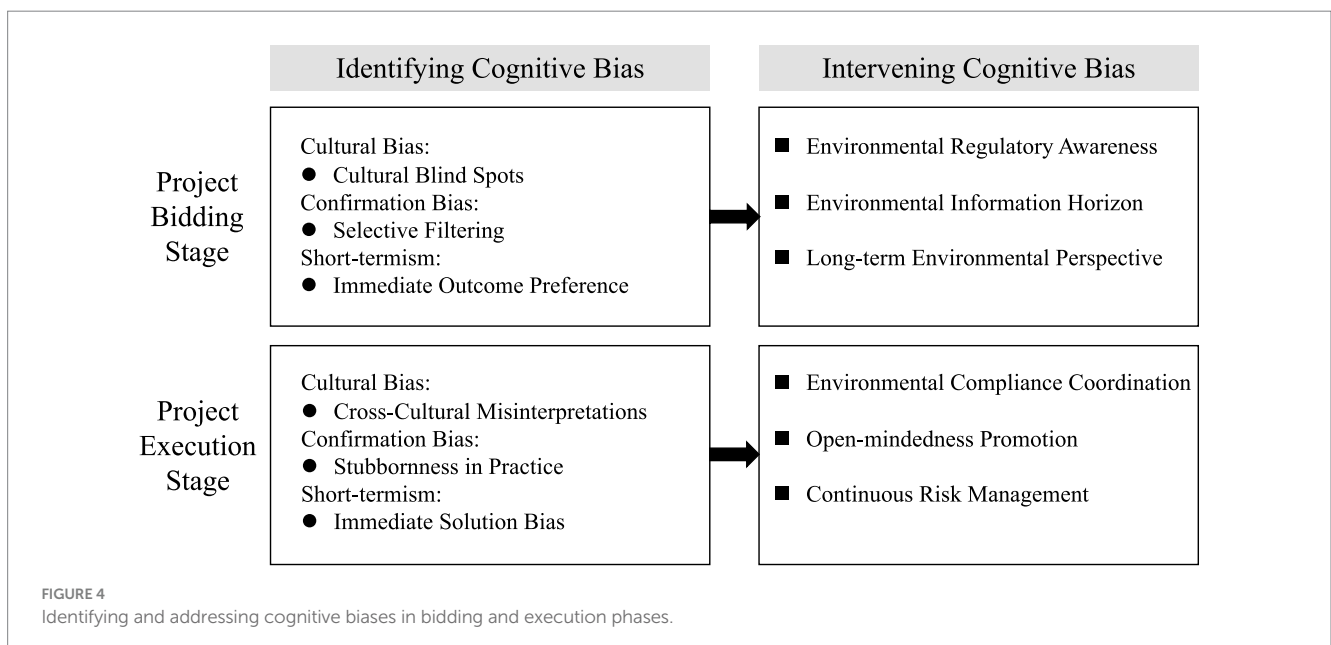 Identifying Cognitive Bias
Intervening Cognitive Bias
Project
Bidding
Stage
Cultural Bias:
● Cultural Blind Spots
Confirmation Bias:
● Selective Filtering
Short-termism:
● Immediate Outcome Preference
■ Environmental Regulatory Awareness
■ Environmental Information Horizon
■ Long-term Environmental Perspective
Project
Execution
Stage
Cultural Bias:
● Cross-Cultural Misinterpretations
Confirmation Bias:
● Stubbornness in Practice
Short-termism:
● Immediate Solution Bias
■ Environmental Compliance Coordination
■ Open-mindedness Promotion
■ Continuous Risk Management
FIGURE 4
Identifying and addressing cognitive biases in bidding and execution phases.